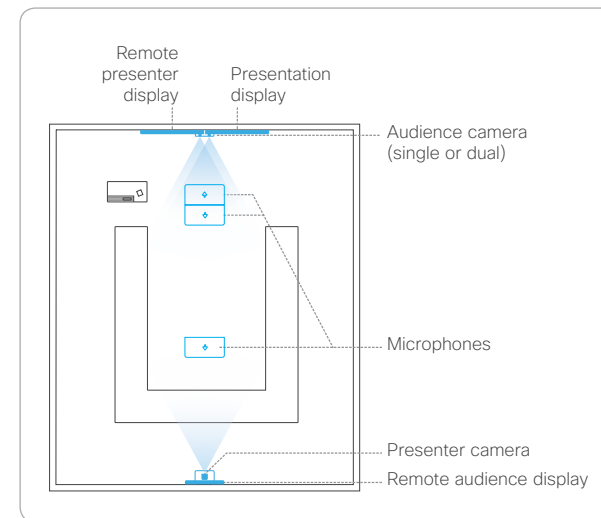 Remote
presenter
display
Presentation
display
Audience camera
(single or dual)
Microphones
Presenter camera
Remote audience display